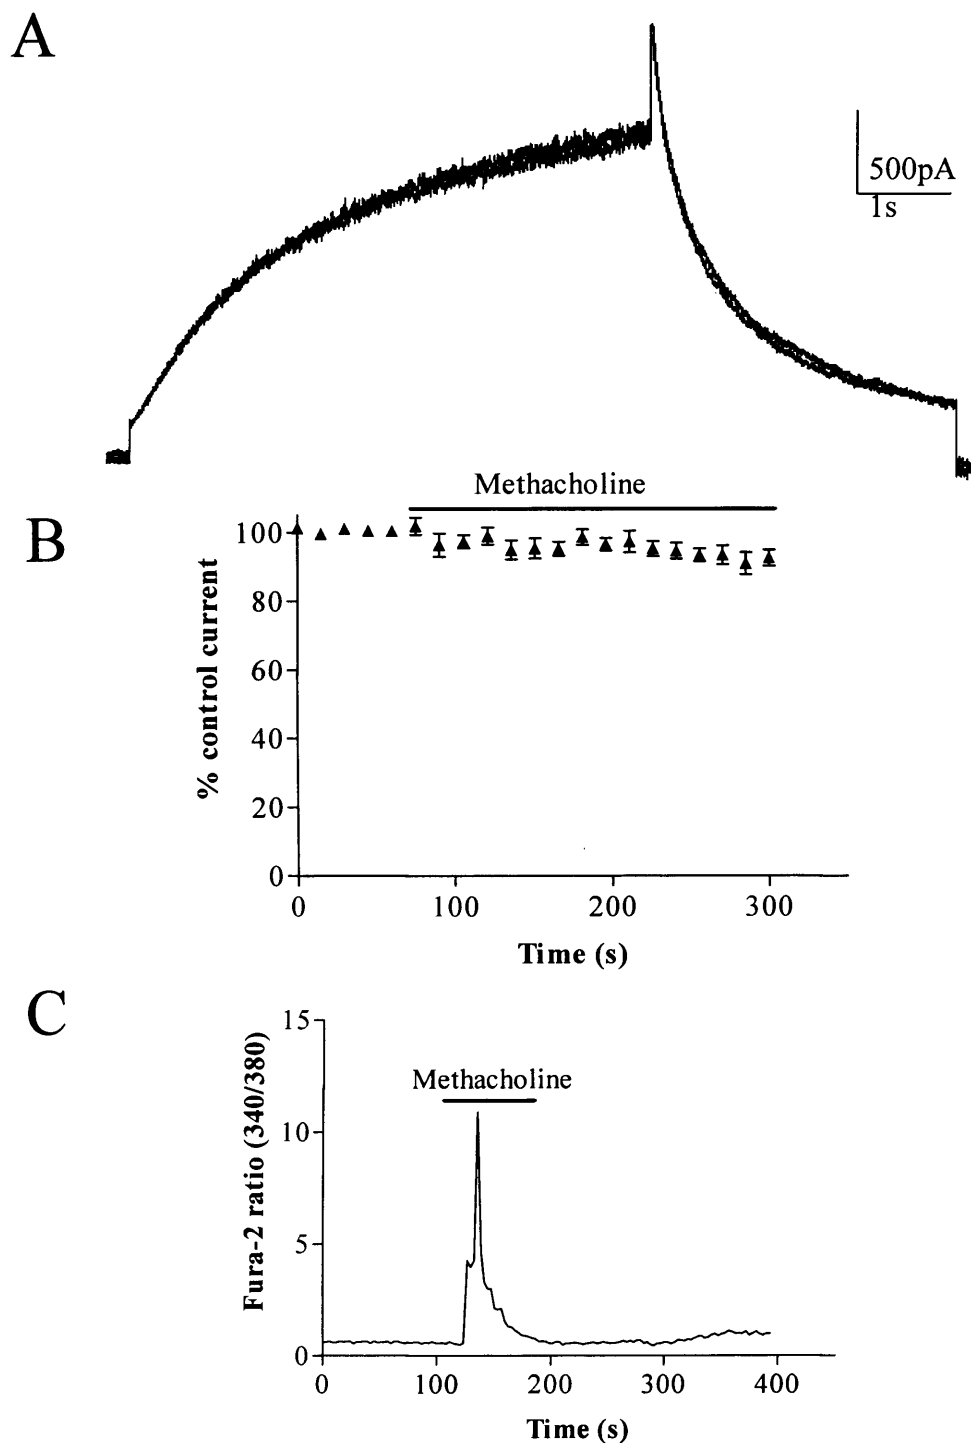 A
500pA
1s
Methacholine
B
100
80
60
40
20
0
% control current
0 100 200 300
Time (s)
C
15
10
5
0
Fura-2 ratio (340/380)
Methacholine
0 100 200 300 400
Time (s)